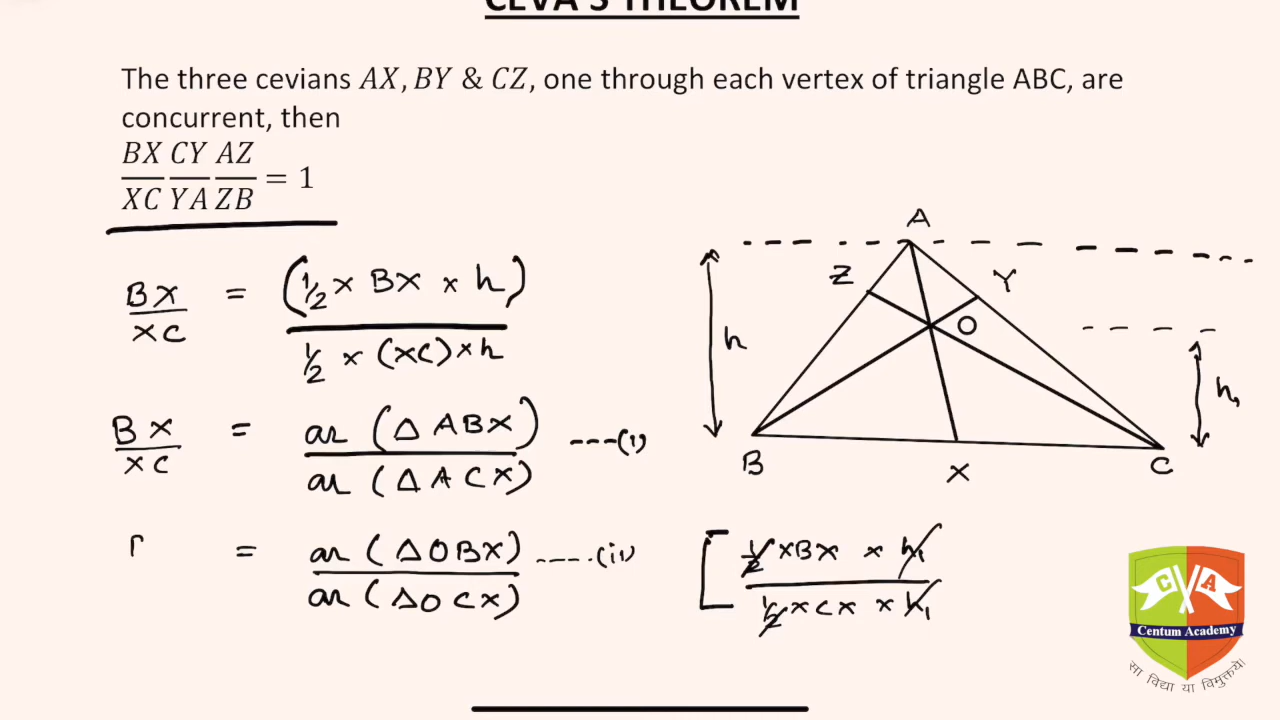 CEVA'S THEOREM
The three cevians AX, BY & CZ, one through each vertex of triangle ABC, are
concurrent, then
BX/XC CY/YA AZ/ZB = 1
BX/XC = (1/2 × BX × h) / 1/2 × (XC) × h
BX/XC = ar (△ABX) / ar (△ACX) ---(i)
= ar (△OBX) / ar (△OCX) ----(ii)
[ 1/2 × BX × h₁ / 1/2 × CX × h₁
A
Z
Y
O
h
h₁
B
X
C
C A
Centum Academy
सा विद्या या विमुक्तये।